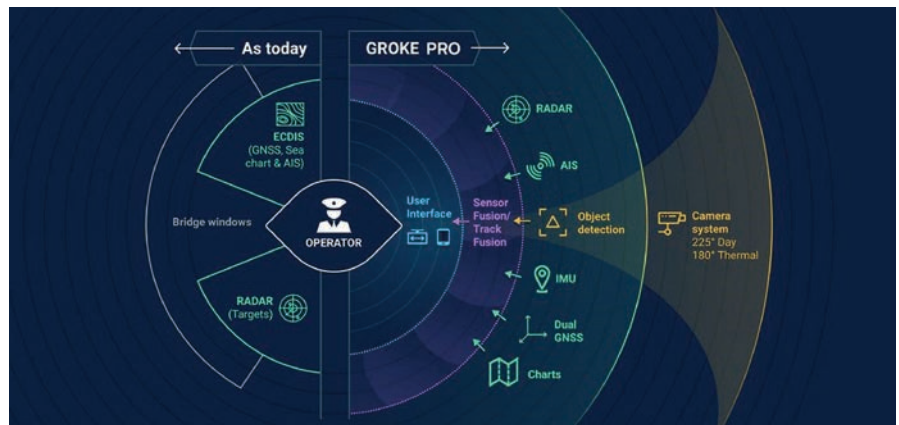 As today
GROKE PRO
ECDIS
(GNSS, Sea
chart & AIS)
Bridge windows
OPERATOR
RADAR
(Targets)
User
Interface
Sensor
Fusion/
Track
Fusion
RADAR
AIS
Object
detection
IMU
Dual
GNSS
Charts
Camera
system
225° Day
180° Thermal